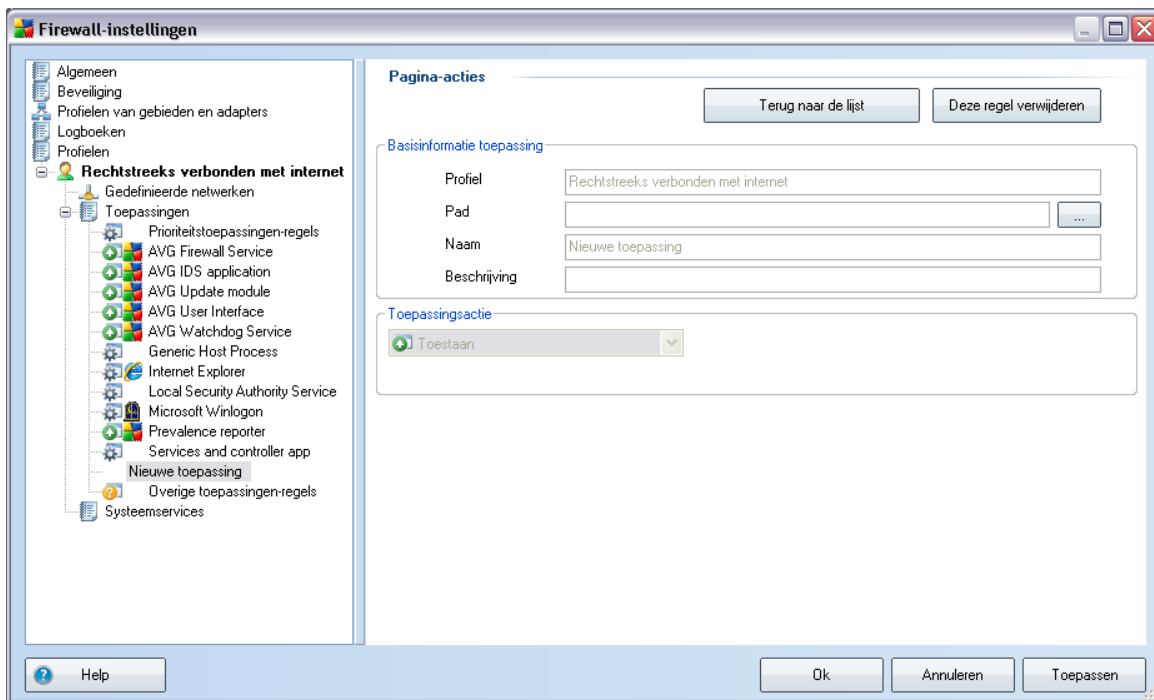 Firewall-instellingen
Algemeen
Beveiliging
Profielen van gebieden en adapters
Logboeken
Profielen
Rechtstreeks verbonden met internet
Gedefinieerde netwerken
Toepassingen
Prioriteitstoepassingen-regels
AVG Firewall Service
AVG IDS application
AVG Update module
AVG User Interface
AVG Watchdog Service
Generic Host Process
Internet Explorer
Local Security Authority Service
Microsoft Winlogon
Prevalence reporter
Services and controller app
Nieuwe toepassing
Overige toepassingen-regels
Systeemservices
Pagina-acties
Terug naar de lijst
Deze regel verwijderen
Basisinformatie toepassing
Profiel
Rechtstreeks verbonden met internet
Pad
...
Naam
Nieuwe toepassing
Beschrijving
Toepassingsactie
Toestaan
Help
Ok
Annuleren
Toepassen